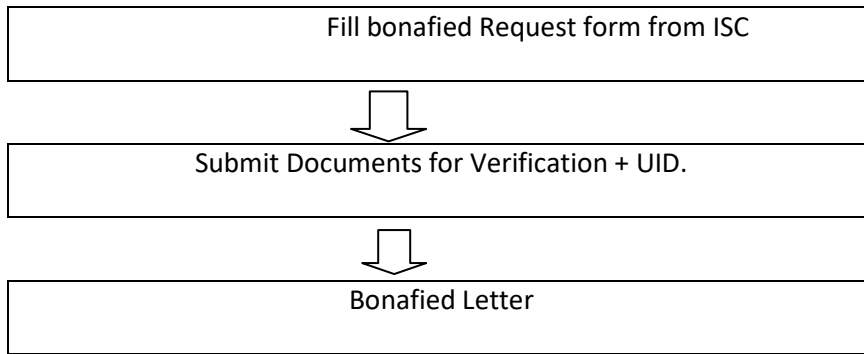 Fill bonafied Request form from ISC
Submit Documents for Verification + UID.
Bonafied Letter